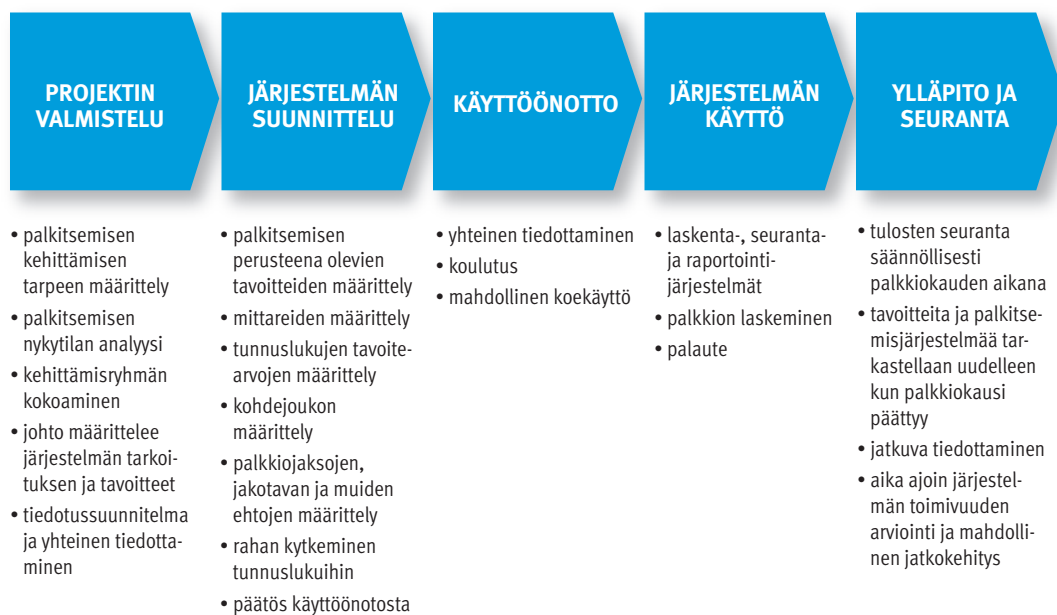 PROJEKTIN
VALMISTELU
JÄRJESTELMÄN
SUUNNITTELU
KÄYTTÖÖNOTTO
JÄRJESTELMÄN
KÄYTTÖ
YLLÄPITO JA
SEURANTA
• palkitsemisen
kehittämisen
tarpeen määrittely
• palkitsemisen
nykytilan analyysi
• kehittämisryhmän
kokoaminen
• johto määrittelee
järjestelmän tarkoi-
tuksen ja tavoitteet
• tiedotussuunnitelma
ja yhteinen tiedotta-
minen
• palkitsemisen
perusteena olevien
tavoitteiden määrittely
• mittareiden määrittely
• tunnuslukujen tavoite-
arvojen määrittely
• kohdejoukon
määrittely
• palkkiojaksojen,
jakotavan ja muiden
ehtojen määrittely
• rahan kytkeminen
tunnuslukuihin
• päätös käyttöönotosta
• yhteinen tiedottaminen
• koulutus
• mahdollinen koekäyttö
• laskenta-, seuranta-
ja raportointi-
järjestelmät
• palkkion laskeminen
• palaute
• tulosten seuranta
säännöllisesti
palkkiokauden aikana
• tavoitteita ja palkitse-
misjärjestelmää tar-
kastellaan uudelleen
kun palkkiokausi
päättyy
• jatkuva tiedottaminen
• aika ajoin järjestel-
män toimivuuden
arviointi ja mahdolli-
nen jatkokehitys